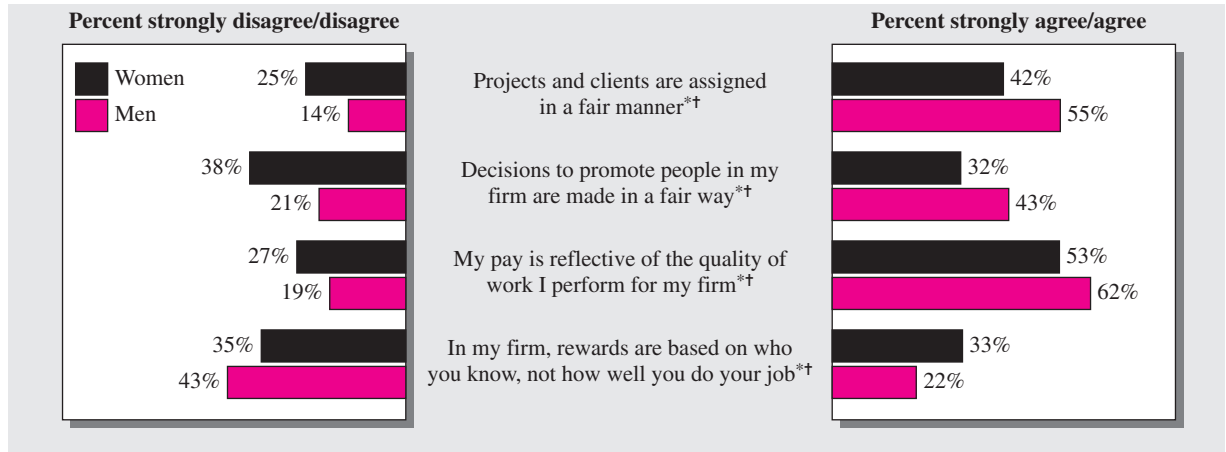 Percent strongly disagree/disagree
Percent strongly agree/agree
Women
Men
25%
14%
Projects and clients are assigned
in a fair manner*†
42%
55%
38%
21%
Decisions to promote people in my
firm are made in a fair way*†
32%
43%
27%
19%
My pay is reflective of the quality of
work I perform for my firm*†
53%
62%
35%
43%
In my firm, rewards are based on who
you know, not how well you do your job*†
33%
22%